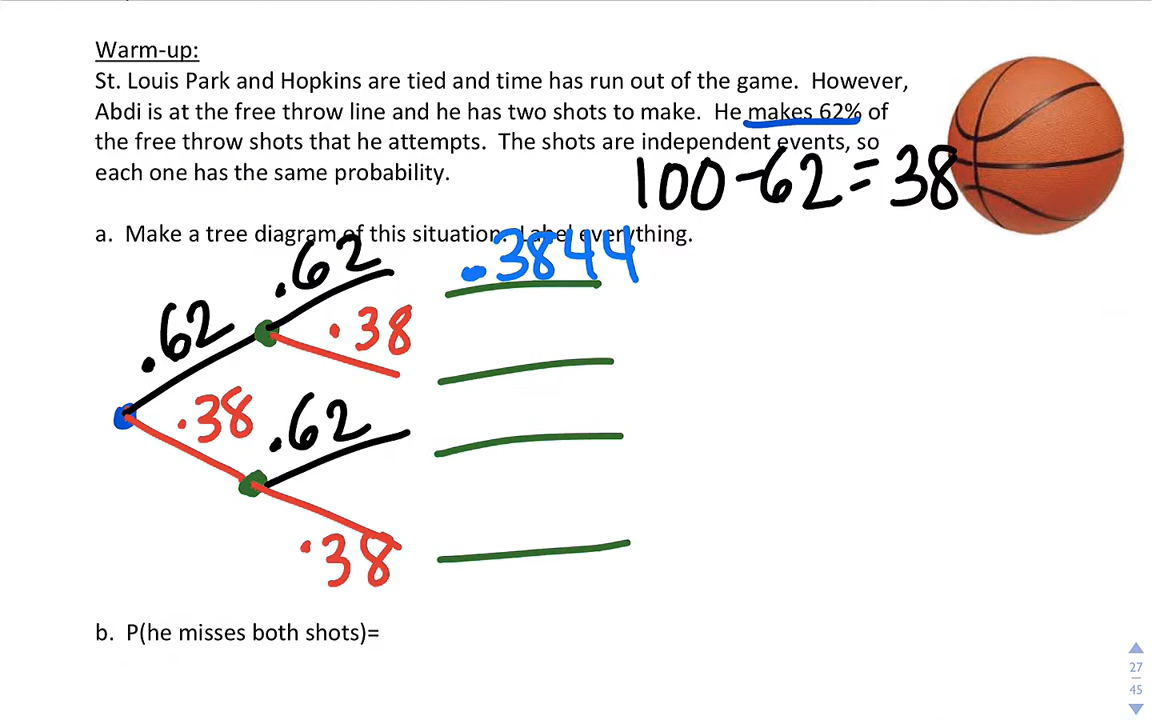 Warm-up:
St. Louis Park and Hopkins are tied and time has run out of the game. However,
Abdi is at the free throw line and he has two shots to make. He makes 62% of
the free throw shots that he attempts. The shots are independent events, so
each one has the same probability.
100-62=38
a. Make a tree diagram of this situation. Label everything.
.62
.3844
.62
.38
.38
.62
.38
b. P(he misses both shots)=
27
45